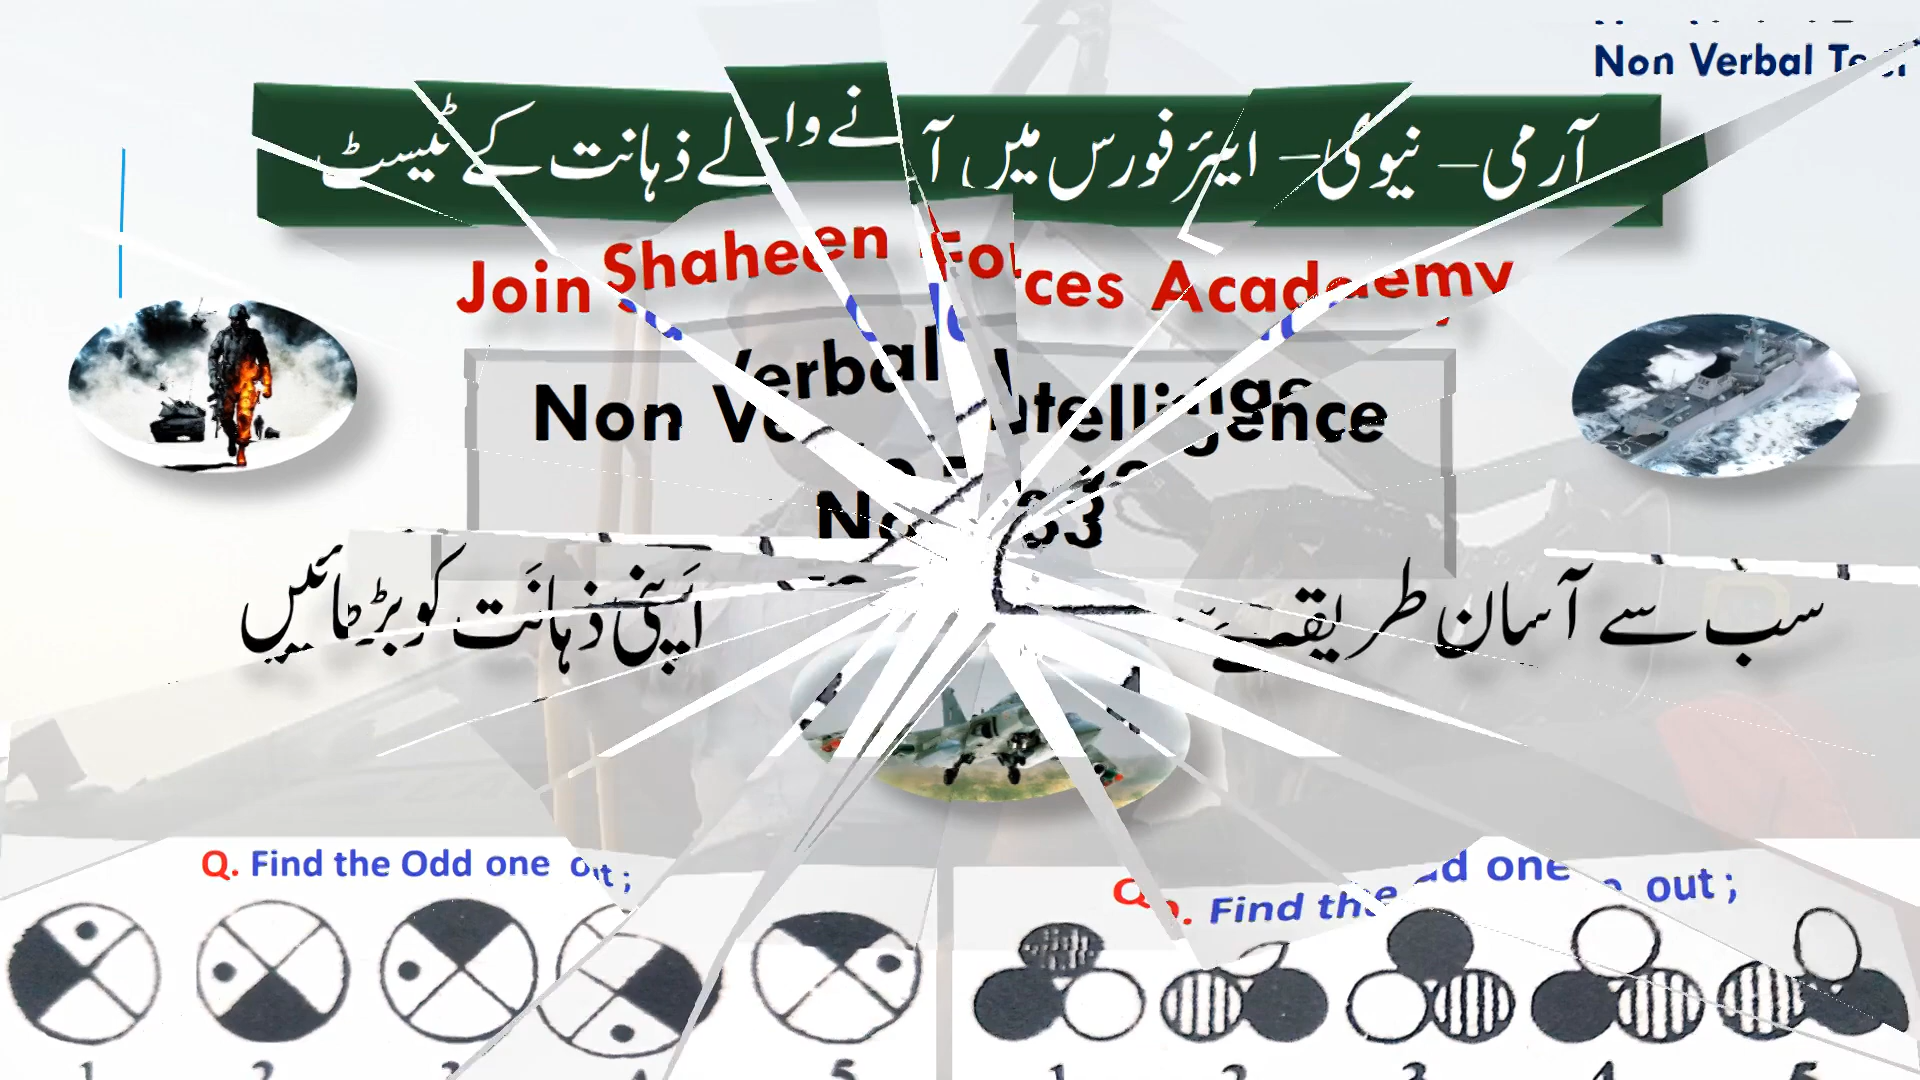 Non Verbal
آرمی – نیوی – ایئر فورس میں آنے والے ذہانت کے ٹیسٹ
Join Shaheen Forces Academy
Non Verbal Intelligence
سب سے آسان طریقے
اپنی ذہانت کو بڑھائیں
Q. Find the Odd one out ;
Q. Find the Odd one out ;
1 2 3 4 5
1 2 3 4 5